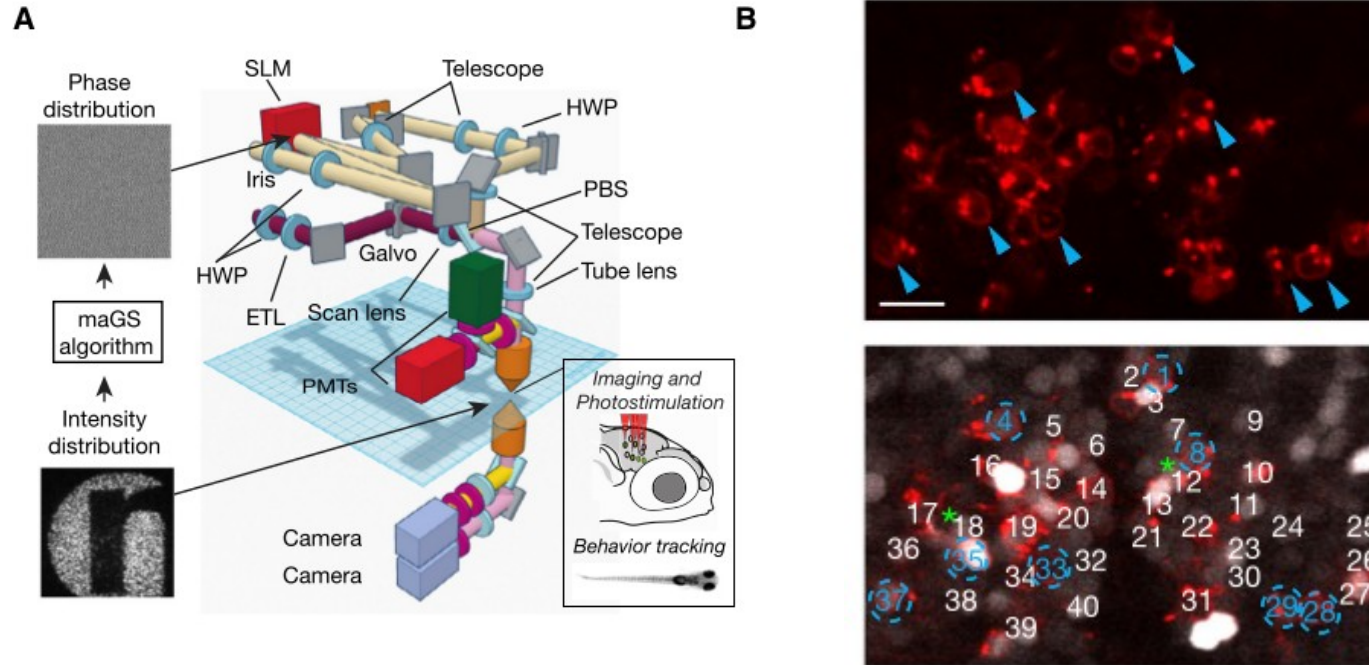 A
B
SLM
Telescope
Phase
distribution
HWP
Iris
PBS
Galvo
Telescope
HWP
Tube lens
ETL
Scan lens
maGS
algorithm
PMTs
Imaging and
Photostimulation
Intensity
distribution
Camera
Behavior tracking
Camera
2 1
3
4 5 7 9
6 8
16 15 14 12 10
13 11
17 * 18 19 20 21 22 24
*
36 35 34 33 32 23 30
37 38 40 31 29 28 27
39